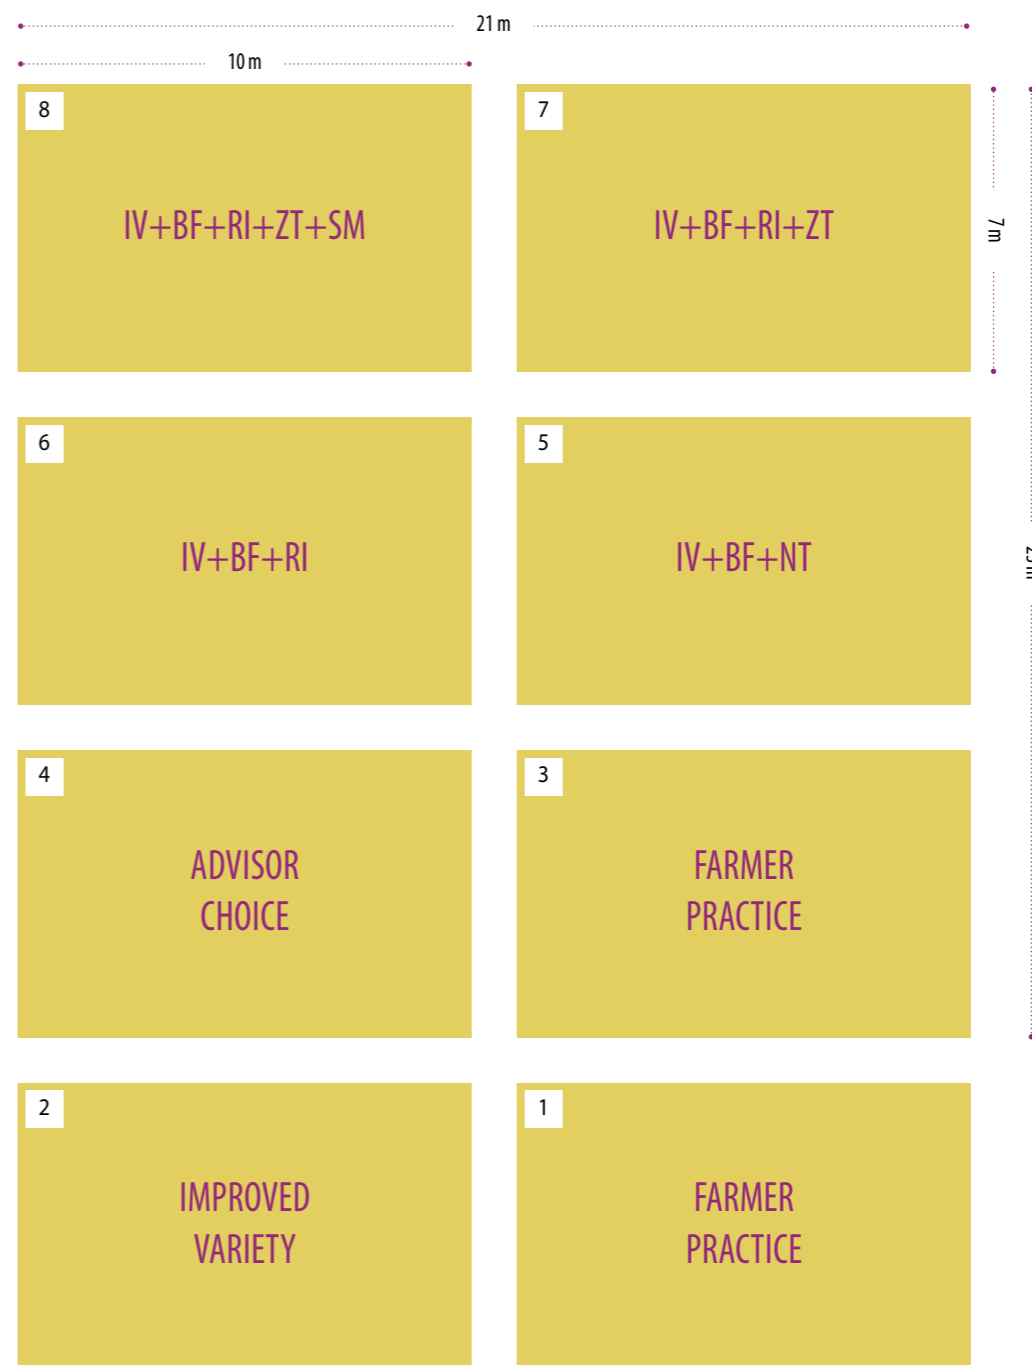 21 m
10 m
8
IV+BF+RI+ZT+SM
7
IV+BF+RI+ZT
7 m
6
IV+BF+RI
5
IV+BF+NT
4
ADVISOR
CHOICE
3
FARMER
PRACTICE
2
IMPROVED
VARIETY
1
FARMER
PRACTICE